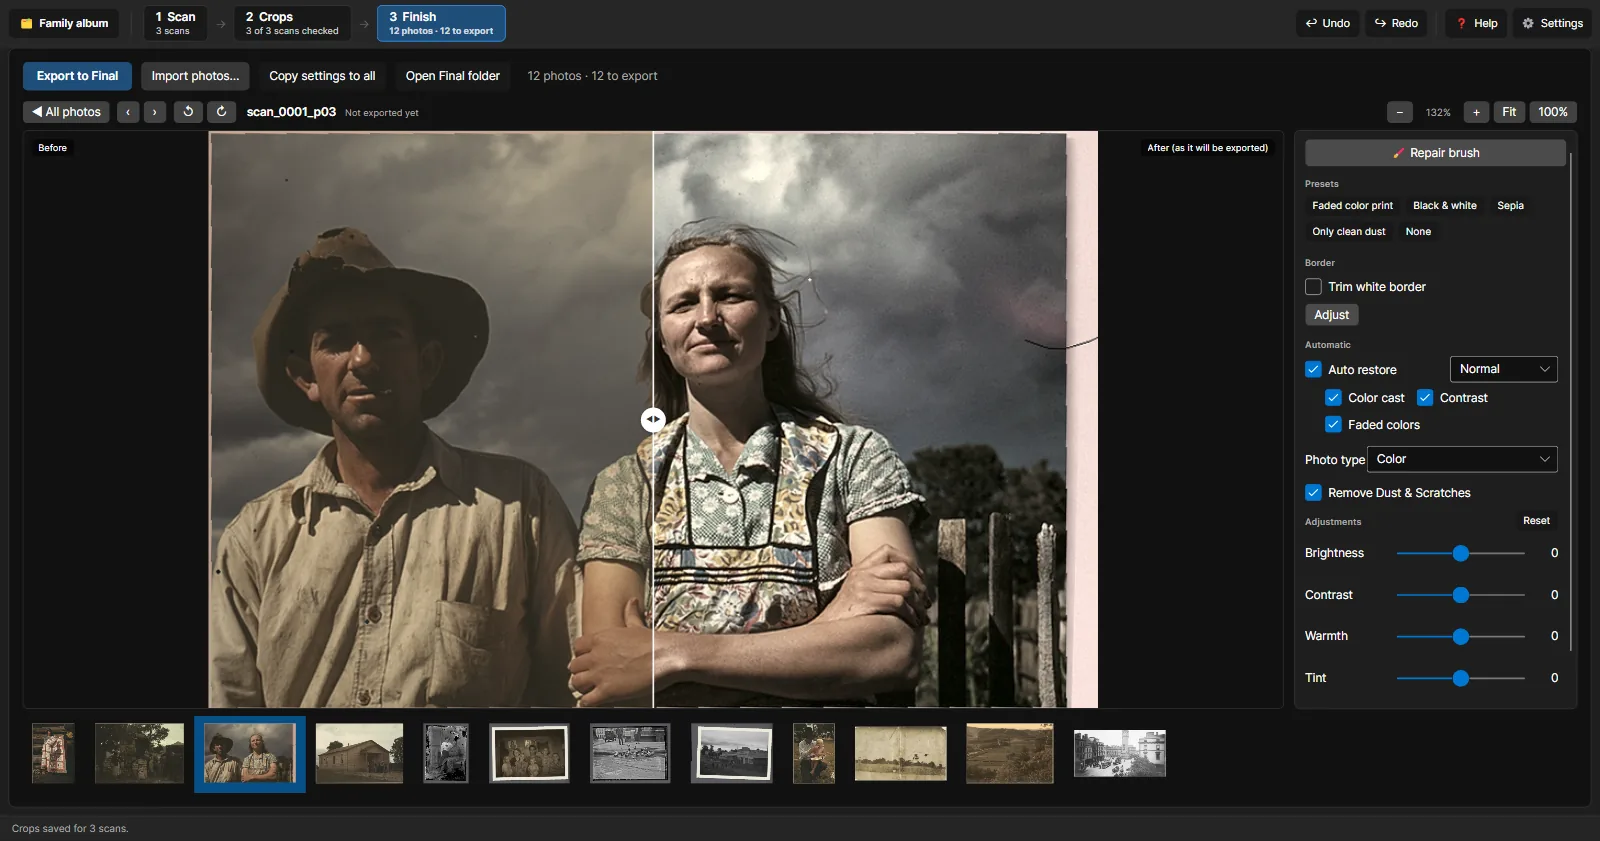 Family album
1 Scan
3 scans
2 Crops
3 of 3 scans checked
3 Finish
12 photos · 12 to export
Undo
Redo
Help
Settings
Export to Final
Import photos...
Copy settings to all
Open Final folder
12 photos · 12 to export
All photos
scan_0001_p03
Not exported yet
132%
Fit
100%
Before
After (as it will be exported)
Repair brush
Presets
Faded color print
Black & white
Sepia
Only clean dust
None
Border
Trim white border
Adjust
Automatic
Auto restore
Normal
Color cast
Contrast
Faded colors
Photo type
Color
Remove Dust & Scratches
Adjustments
Reset
Brightness
0
Contrast
0
Warmth
0
Tint
0
Crops saved for 3 scans.